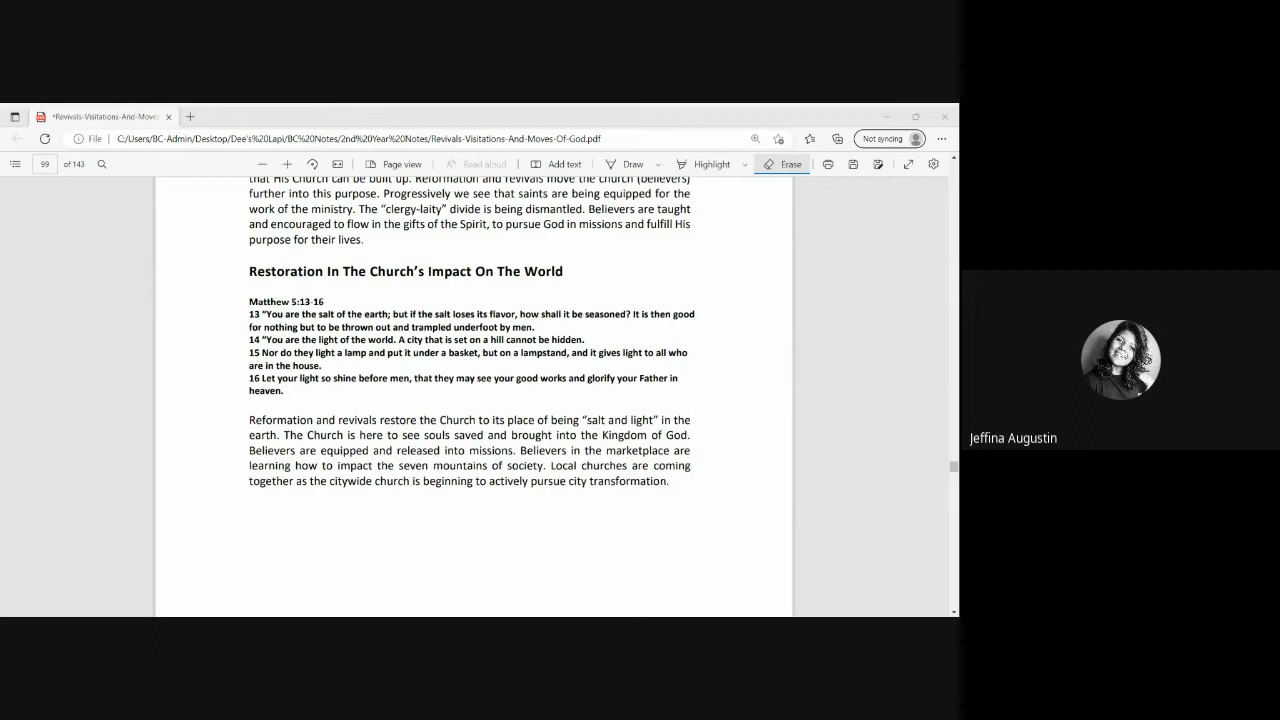 *Revivals-Visitations-And-Moves
File
C:/Users/BC-Admin/Desktop/Dee's%20Lapi/BC%20Notes/2nd%20Year%20Notes/Revivals-Visitations-And-Moves-Of-God.pdf
Not syncing
99 of 143
Page view
Read aloud
Add text
Draw
Highlight
Erase
that His Church can be built up. Reformation and revivals move the church (believers)
further into this purpose. Progressively we see that saints are being equipped for the
work of the ministry. The “clergy-laity” divide is being dismantled. Believers are taught
and encouraged to flow in the gifts of the Spirit, to pursue God in missions and fulfill His
purpose for their lives.
Restoration In The Church’s Impact On The World
Matthew 5:13-16
13 “You are the salt of the earth; but if the salt loses its flavor, how shall it be seasoned? It is then good
for nothing but to be thrown out and trampled underfoot by men.
14 “You are the light of the world. A city that is set on a hill cannot be hidden.
15 Nor do they light a lamp and put it under a basket, but on a lampstand, and it gives light to all who
are in the house.
16 Let your light so shine before men, that they may see your good works and glorify your Father in
heaven.
Reformation and revivals restore the Church to its place of being “salt and light” in the
earth. The Church is here to see souls saved and brought into the Kingdom of God.
Believers are equipped and released into missions. Believers in the marketplace are
learning how to impact the seven mountains of society. Local churches are coming
together as the citywide church is beginning to actively pursue city transformation.
Jeffina Augustin